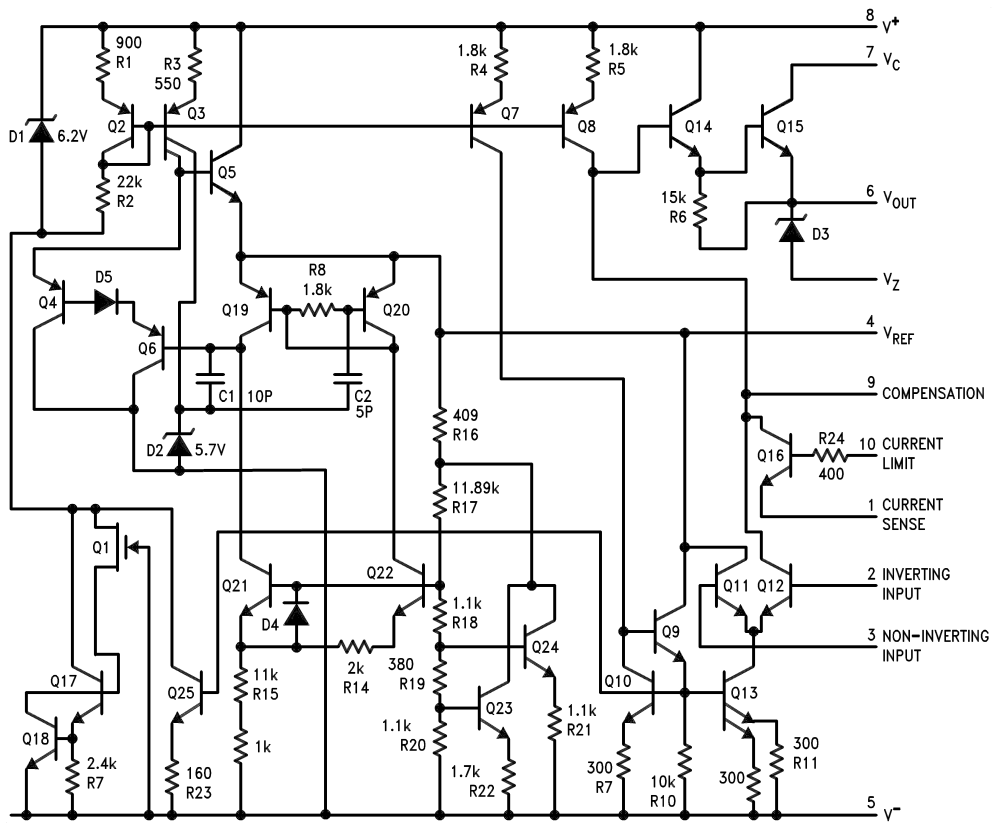 8 V+
900
R1
R3
550
1.8k
R4
1.8k
R5
7 VC
D1
6.2V
Q2
Q3
Q7
Q8
Q14
Q15
Q5
22k
R2
15k
R6
6 VOUT
D3
VZ
D5
R8
1.8k
Q4
Q19
Q20
Q6
4 VREF
C1 10P
C2
5P
9 COMPENSATION
409
R16
D2
5.7V
R24
400
Q16
10 CURRENT
LIMIT
11.89k
R17
1 CURRENT
SENSE
Q1
Q21
Q22
Q11
Q12
2 INVERTING
INPUT
1.1k
R18
D4
Q24
Q9
3 NON-INVERTING
INPUT
2k
R14
380
R19
Q17
Q25
11k
R15
Q10
Q13
Q23
1.1k
R21
Q18
1.1k
R20
1k
2.4k
R7
160
R23
1.7k
R22
300
R7
10k
R10
300
300
R11
5 V−